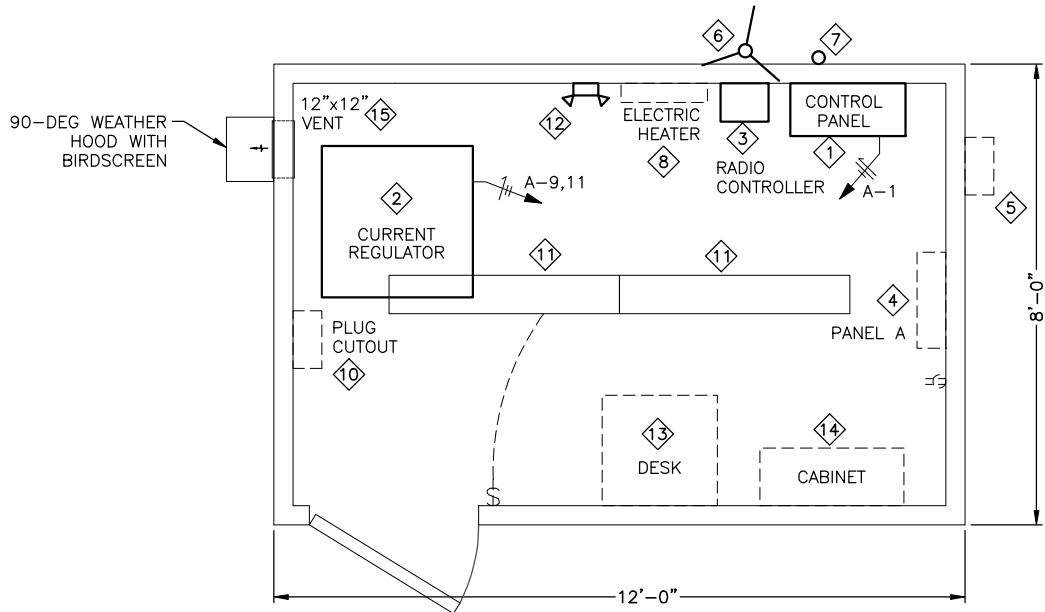 6
7
12"x12"
VENT
15
90-DEG WEATHER
HOOD WITH
BIRDSCREEN
12
ELECTRIC
HEATER
8
3
RADIO
CONTROLLER
CONTROL
PANEL
1
A-1
5
2
CURRENT
REGULATOR
A-9,11
11
11
4
PANEL A
8'-0"
PLUG
CUTOUT
10
13
DESK
14
CABINET
S
12'-0"